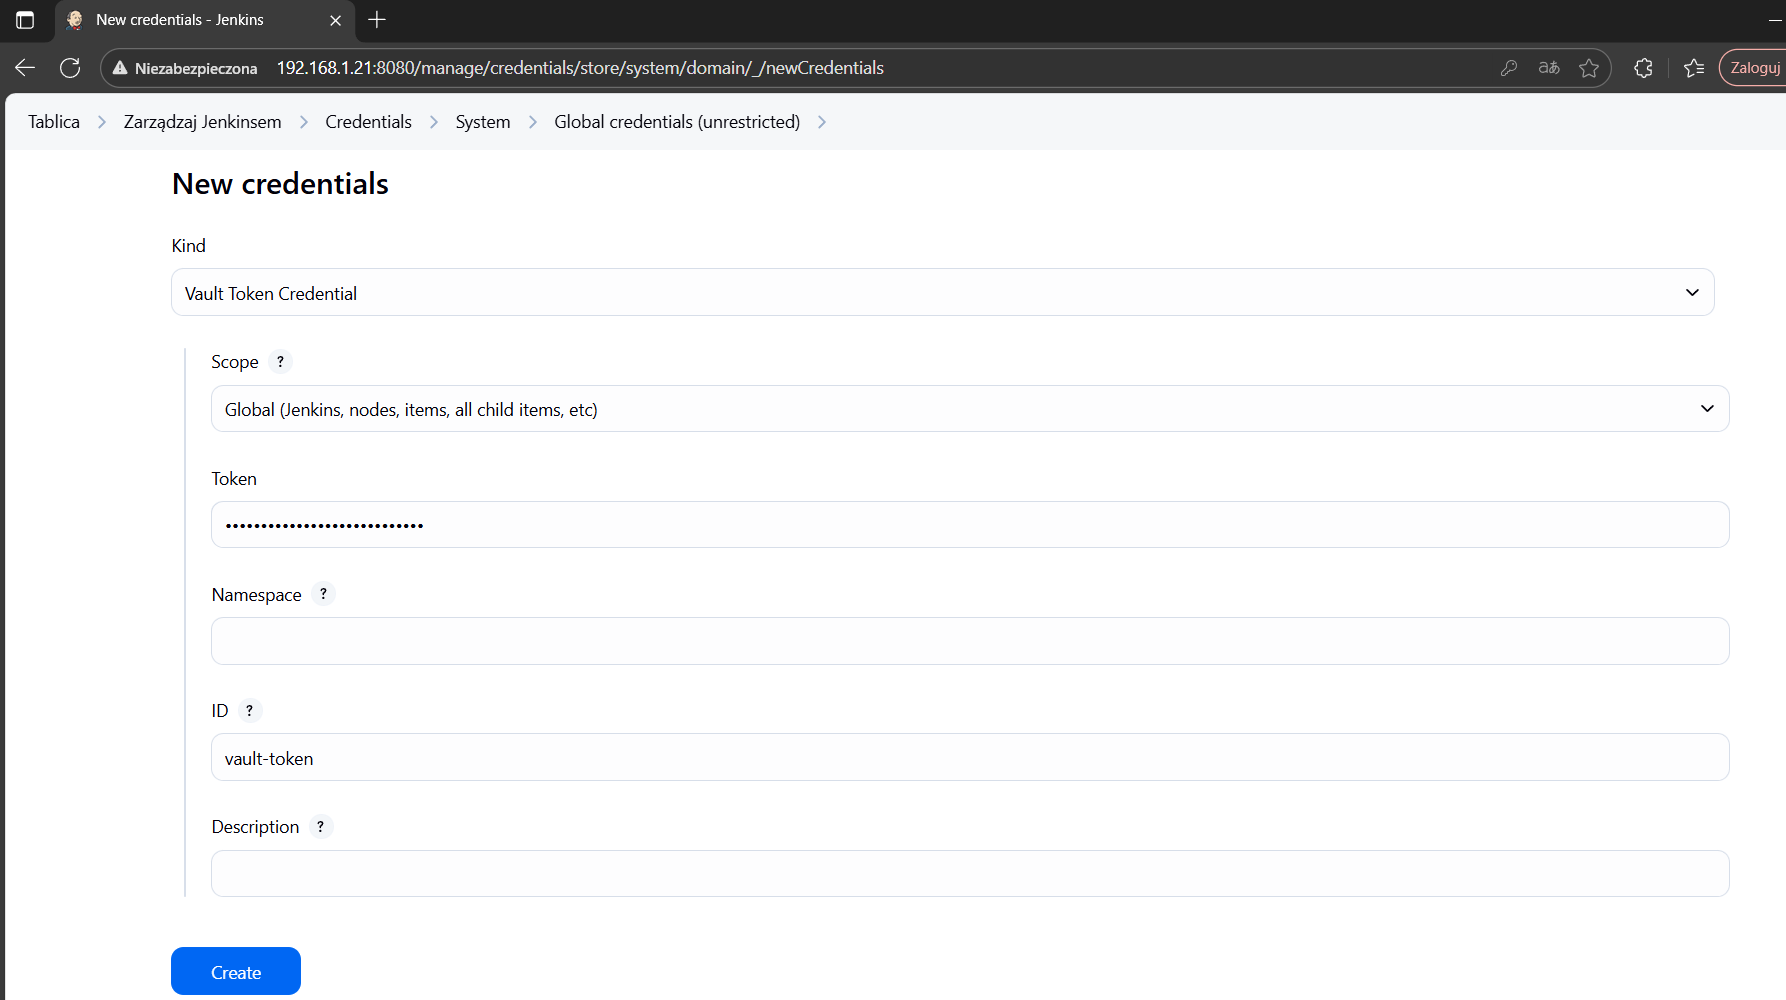 New credentials - Jenkins
Niezabezpieczona 192.168.1.21:8080/manage/credentials/store/system/domain/_/newCredentials
aあ
Zaloguj
Tablica > Zarządzaj Jenkinsem > Credentials > System > Global credentials (unrestricted) >
New credentials
Kind
Vault Token Credential
Scope ?
Global (Jenkins, nodes, items, all child items, etc)
Token
••••••••••••••••••••••••••••
Namespace ?
ID ?
vault-token
Description ?
Create